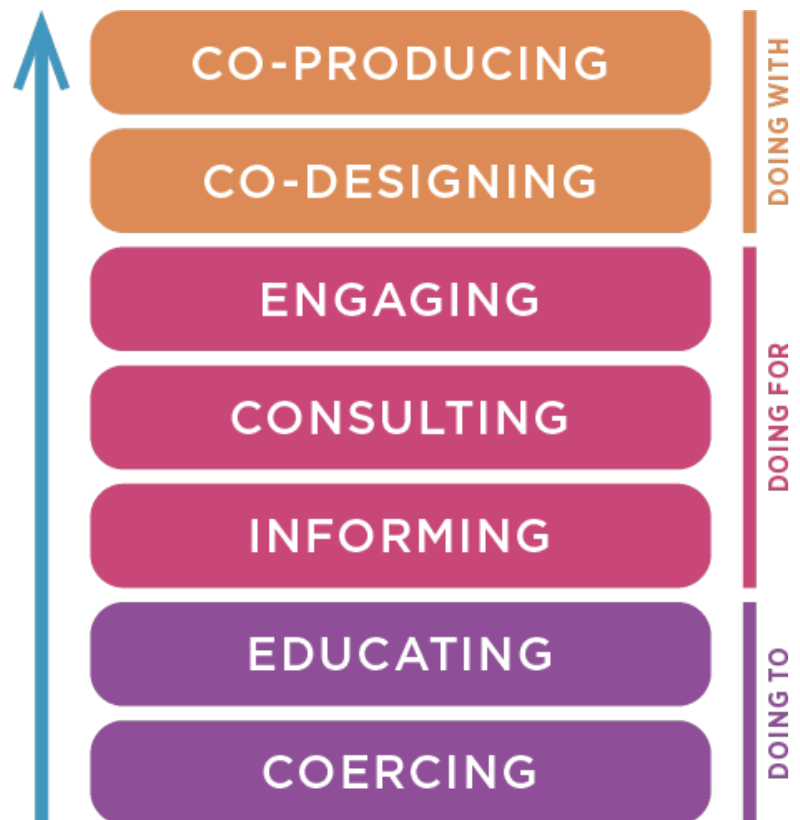 CO-PRODUCING
CO-DESIGNING
DOING WITH
ENGAGING
CONSULTING
INFORMING
DOING FOR
EDUCATING
COERCING
DOING TO